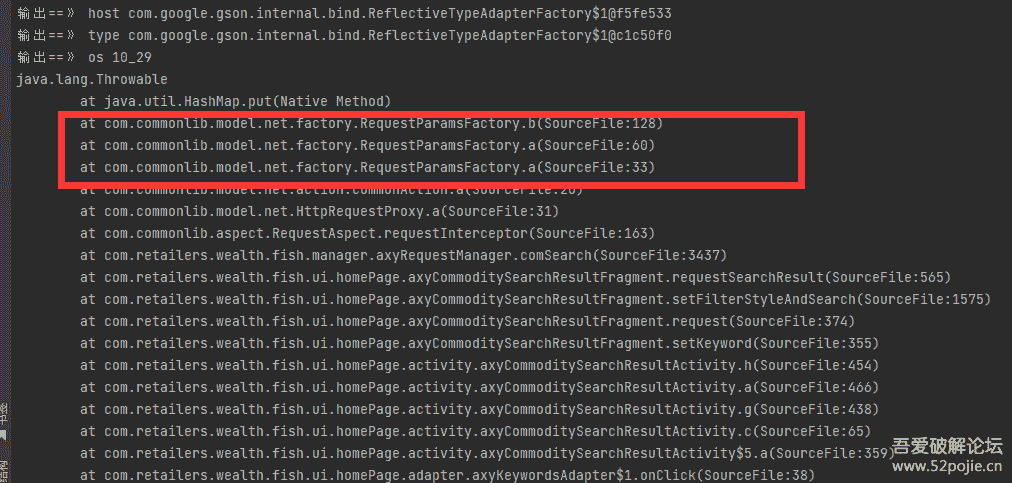 输出==》 host com.google.gson.internal.bind.ReflectiveTypeAdapterFactory$1@f5fe533
输出==》 type com.google.gson.internal.bind.ReflectiveTypeAdapterFactory$1@c1c50f0
输出==》 os 10_29
java.lang.Throwable
at java.util.HashMap.put(Native Method)
at com.commonlib.model.net.factory.RequestParamsFactory.b(SourceFile:128)
at com.commonlib.model.net.factory.RequestParamsFactory.a(SourceFile:60)
at com.commonlib.model.net.factory.RequestParamsFactory.a(SourceFile:33)
at com.commonlib.model.net.action.commonAction.a(SourceFile:20)
at com.commonlib.model.net.HttpRequestProxy.a(SourceFile:31)
at com.commonlib.aspect.RequestAspect.requestInterceptor(SourceFile:163)
at com.retailers.wealth.fish.manager.axyRequestManager.comSearch(SourceFile:3437)
at com.retailers.wealth.fish.ui.homePage.axyCommoditySearchResultFragment.requestSearchResult(SourceFile:565)
at com.retailers.wealth.fish.ui.homePage.axyCommoditySearchResultFragment.setFilterStyleAndSearch(SourceFile:1575)
at com.retailers.wealth.fish.ui.homePage.axyCommoditySearchResultFragment.request(SourceFile:374)
at com.retailers.wealth.fish.ui.homePage.axyCommoditySearchResultFragment.setKeyword(SourceFile:355)
at com.retailers.wealth.fish.ui.homePage.activity.axyCommoditySearchResultActivity.h(SourceFile:454)
at com.retailers.wealth.fish.ui.homePage.activity.axyCommoditySearchResultActivity.a(SourceFile:466)
at com.retailers.wealth.fish.ui.homePage.activity.axyCommoditySearchResultActivity.g(SourceFile:438)
at com.retailers.wealth.fish.ui.homePage.activity.axyCommoditySearchResultActivity.c(SourceFile:65)
at com.retailers.wealth.fish.ui.homePage.activity.axyCommoditySearchResultActivity$5.a(SourceFile:359)
at com.retailers.wealth.fish.ui.homePage.adapter.axyKeywordsAdapter$1.onClick(SourceFile:38)
吾爱破解论坛
www.52pojie.cn